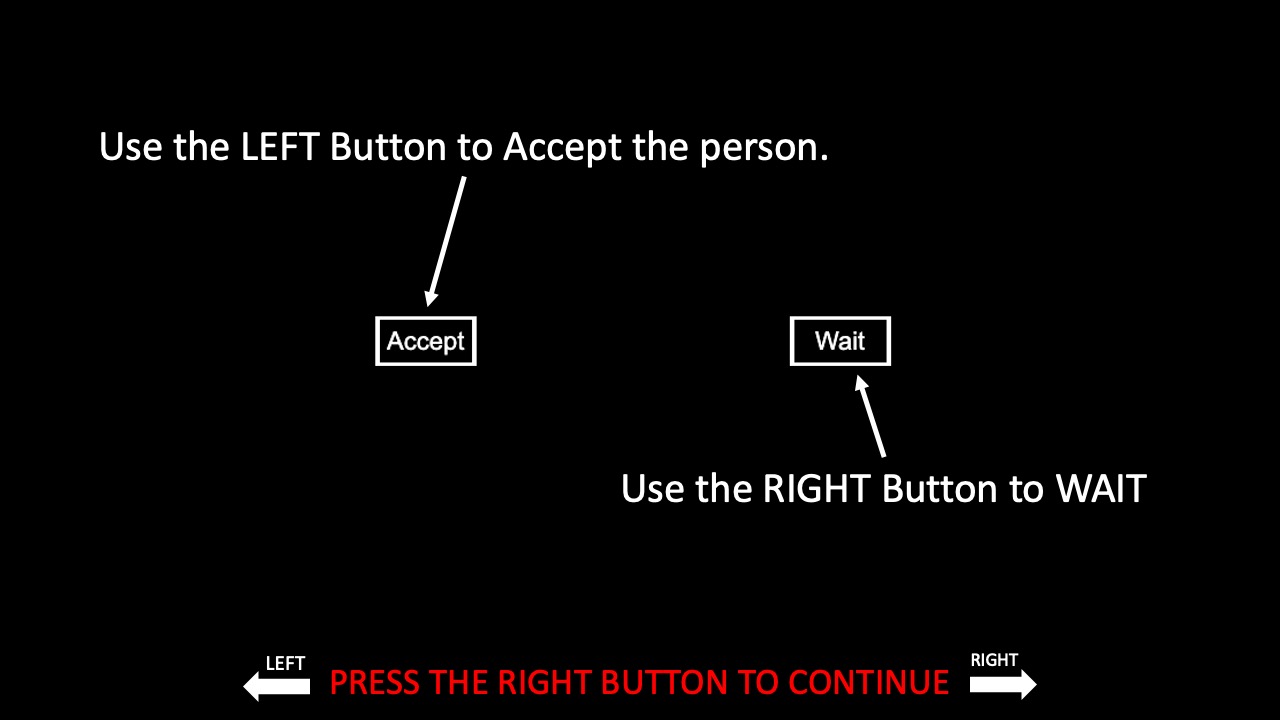 Use the LEFT Button to Accept the person.
Accept
Wait
Use the RIGHT Button to WAIT
LEFT
PRESS THE RIGHT BUTTON TO CONTINUE
RIGHT